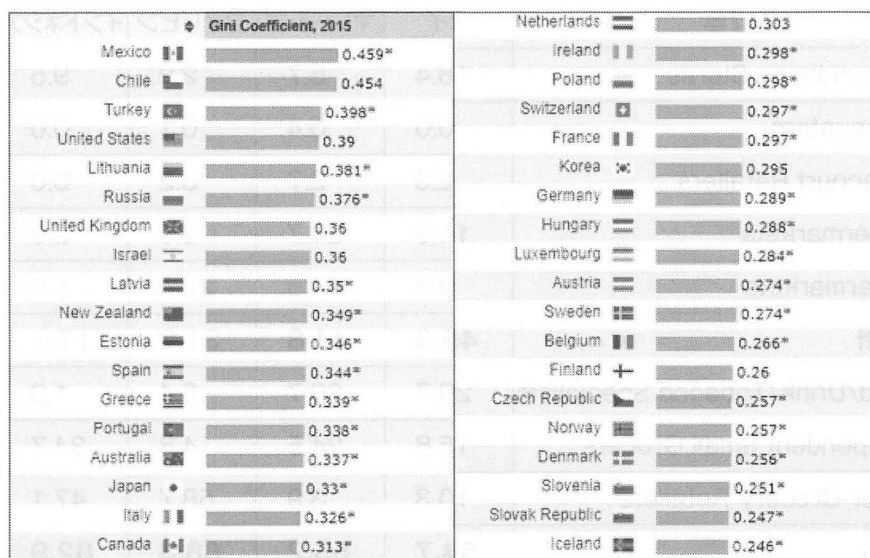 Gini Coefficient, 2015
Mexico 0.459*
Chile 0.454
Turkey 0.398*
United States 0.39
Lithuania 0.381*
Russia 0.376*
United Kingdom 0.36
Israel 0.36
Latvia 0.35*
New Zealand 0.349*
Estonia 0.346*
Spain 0.344*
Greece 0.339*
Portugal 0.338*
Australia 0.337*
Japan 0.33*
Italy 0.326*
Canada 0.313*
Netherlands 0.303
Ireland 0.298*
Poland 0.298*
Switzerland 0.297*
France 0.297*
Korea 0.295
Germany 0.289*
Hungary 0.288*
Luxembourg 0.284*
Austria 0.274*
Sweden 0.274*
Belgium 0.266*
Finland 0.26
Czech Republic 0.257*
Norway 0.257*
Denmark 0.256*
Slovenia 0.251*
Slovak Republic 0.247*
Iceland 0.246*